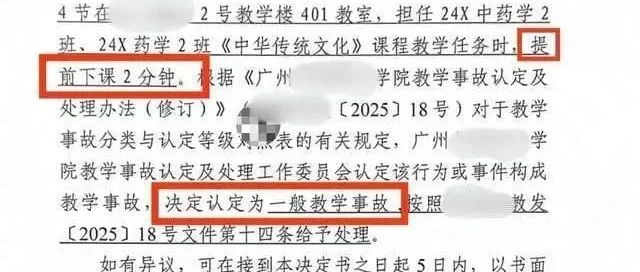 4 节在 2 号教学楼 401 教室，担任 24X 中药学 2
班、24X 药学 2 班《中华传统文化》课程教学任务时，提
前下课 2 分钟。根据《广州 学院教学事故认定及
处理办法（修订）》（ 〔2025〕18 号）对于教学
事故分类与认定等级对照表的有关规定，广州 学
院教学事故认定及处理工作委员会认定该行为或事件构成
教学事故，决定认定为一般教学事故,按照 教发
〔2025〕18 号文件第十四条给予处理。
如有异议，可在接到本决定书之日起 5 日内，以书面